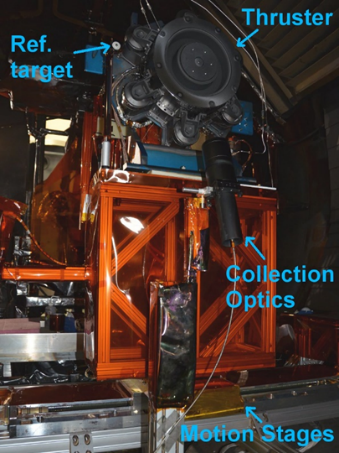 Thruster
Ref.
target
Collection
Optics
Motion Stages